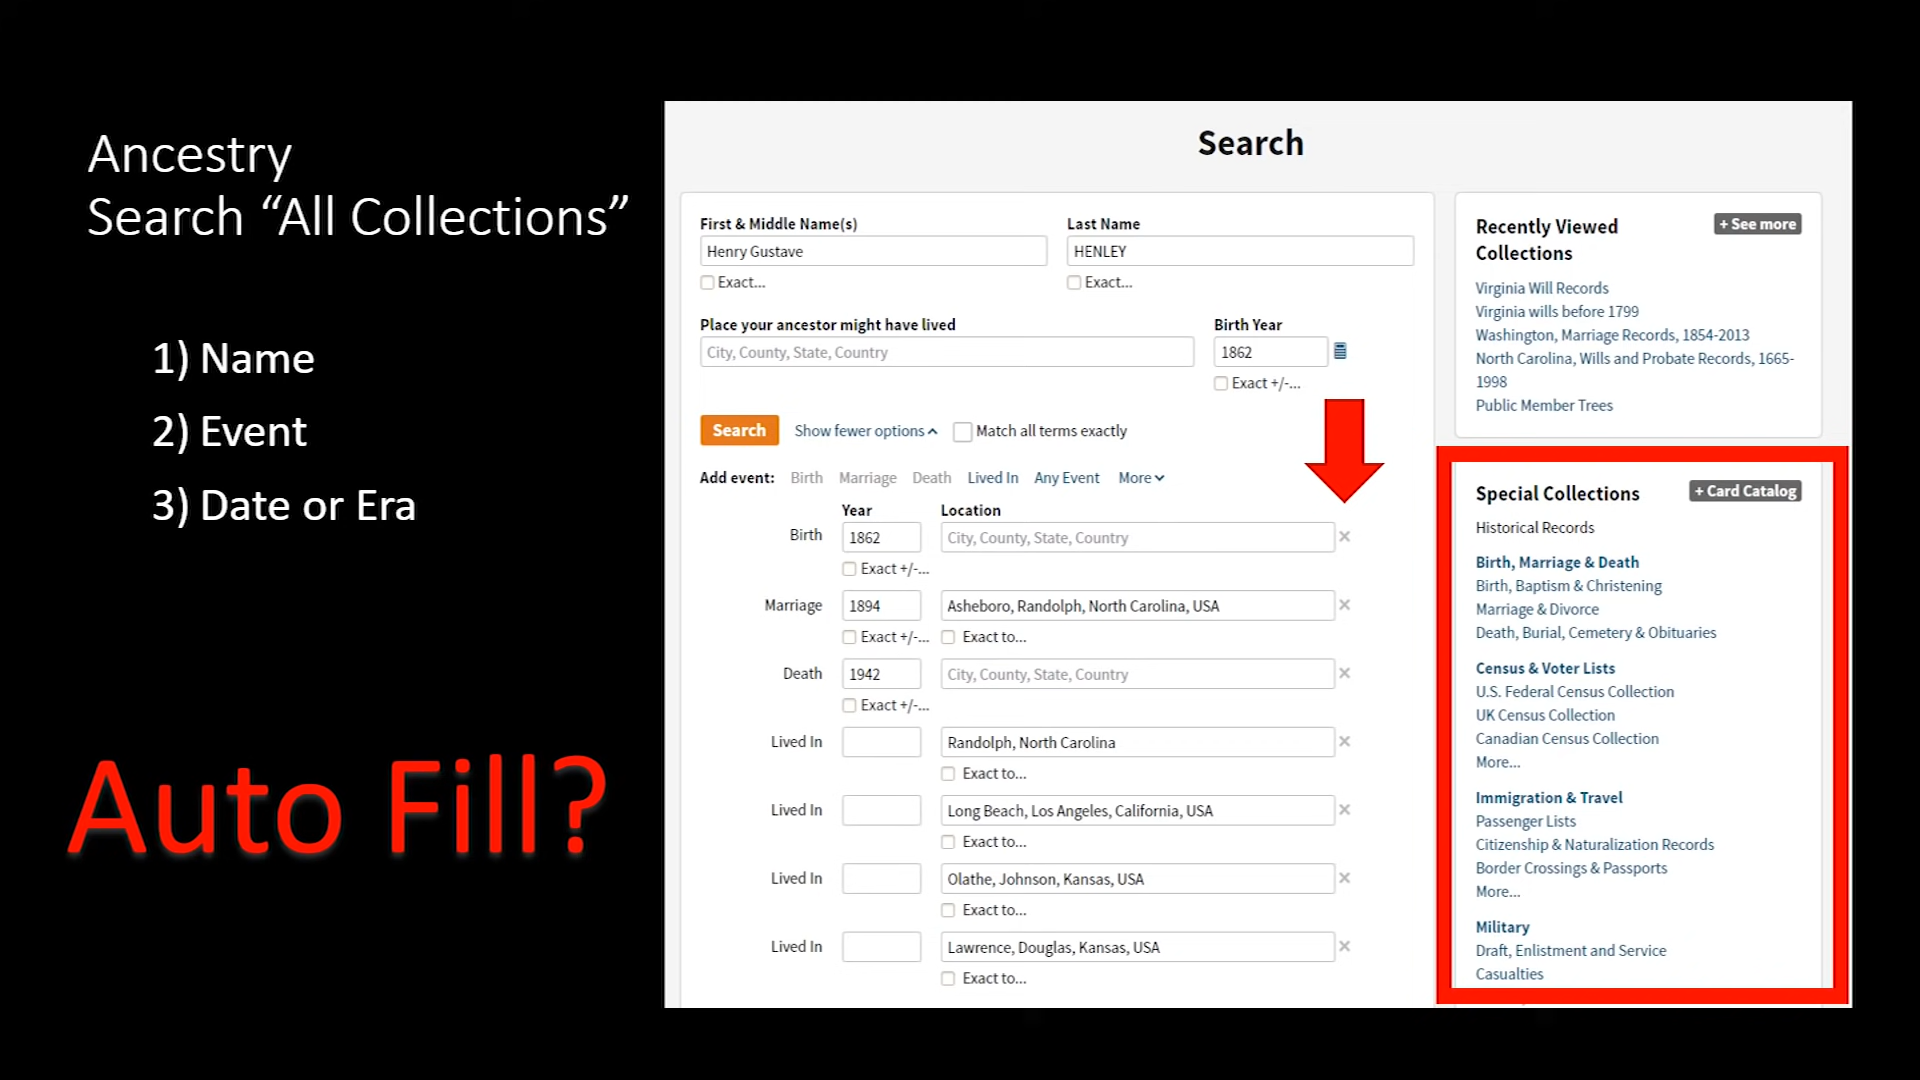 Ancestry
Search “All Collections”
1) Name
2) Event
3) Date or Era
Auto Fill?
Search
First & Middle Name(s)
Last Name
Henry Gustave
HENLEY
Exact...
Exact...
Place your ancestor might have lived
Birth Year
City, County, State, Country
1862
Exact +/-...
Search
Show fewer options
Match all terms exactly
Add event: Birth Marriage Death Lived In Any Event More
Year
Location
Birth
1862
City, County, State, Country
×
Exact +/-...
Marriage
1894
Asheboro, Randolph, North Carolina, USA
×
Exact +/-...
Exact to...
Death
1942
City, County, State, Country
×
Exact +/-...
Lived In
Randolph, North Carolina
×
Exact to...
Lived In
Long Beach, Los Angeles, California, USA
×
Exact to...
Lived In
Olathe, Johnson, Kansas, USA
×
Exact to...
Lived In
Lawrence, Douglas, Kansas, USA
×
Exact to...
Recently Viewed
Collections
+ See more
Virginia Will Records
Virginia wills before 1799
Washington, Marriage Records, 1854-2013
North Carolina, Wills and Probate Records, 1665-
1998
Public Member Trees
Special Collections
+ Card Catalog
Historical Records
Birth, Marriage & Death
Birth, Baptism & Christening
Marriage & Divorce
Death, Burial, Cemetery & Obituaries
Census & Voter Lists
U.S. Federal Census Collection
UK Census Collection
Canadian Census Collection
More...
Immigration & Travel
Passenger Lists
Citizenship & Naturalization Records
Border Crossings & Passports
More...
Military
Draft, Enlistment and Service
Casualties